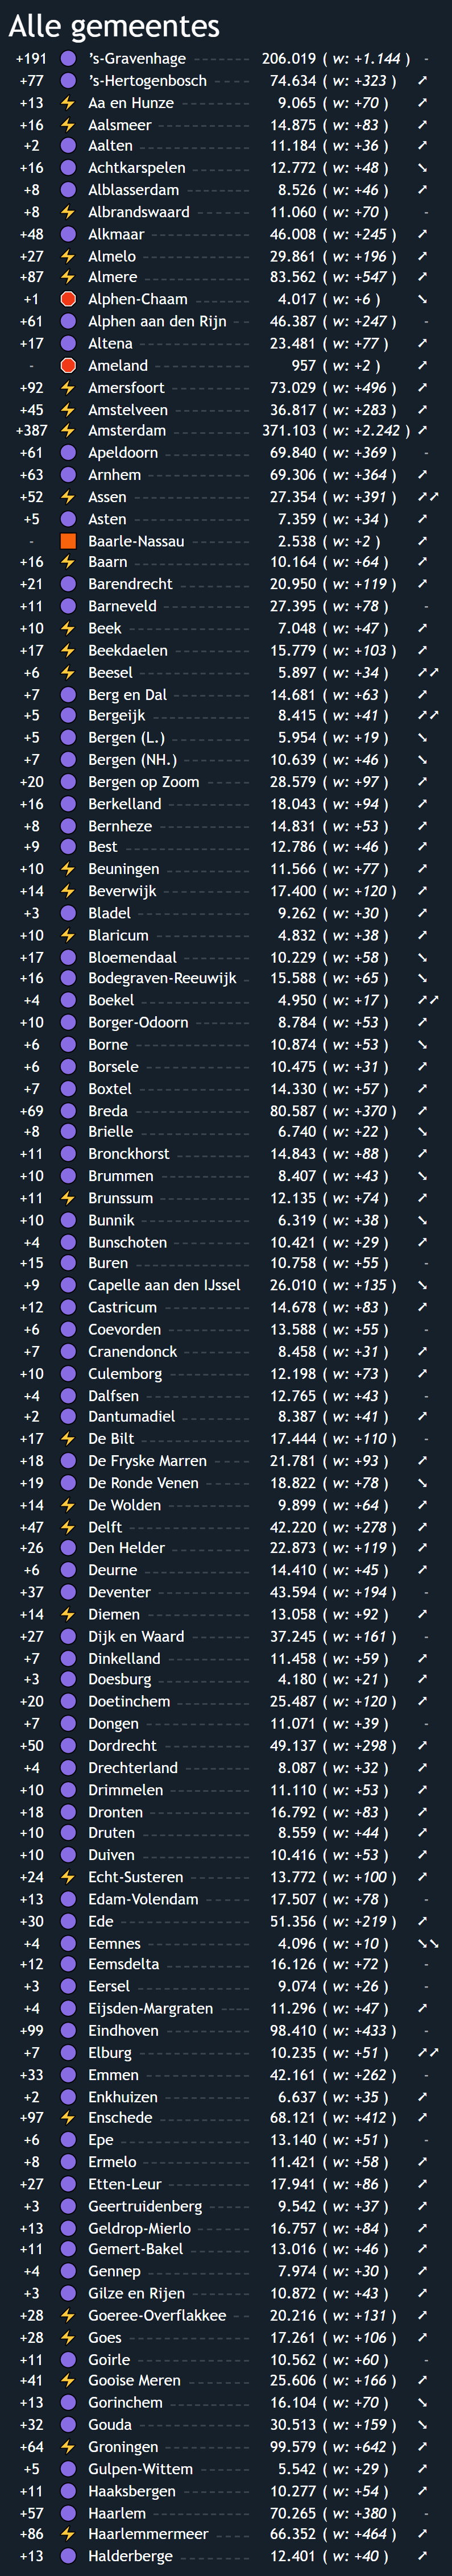 Alle gemeentes
+191 's-Gravenhage 206.019 ( w: +1.144 ) -
+77 's-Hertogenbosch 74.634 ( w: +323 ) ➚
+13 ⚡ Aa en Hunze 9.065 ( w: +70 ) ➚
+16 ⚡ Aalsmeer 14.875 ( w: +83 ) ➚
+2 Aalten 11.184 ( w: +36 ) ➚
+16 Achtkarspelen 12.772 ( w: +48 ) ➘
+8 Alblasserdam 8.526 ( w: +46 ) ➚
+8 ⚡ Albrandswaard 11.060 ( w: +70 ) -
+48 Alkmaar 46.008 ( w: +245 ) ➚
+27 ⚡ Almelo 29.861 ( w: +196 ) ➚
+87 ⚡ Almere 83.562 ( w: +547 ) ➚
+1 Alphen-Chaam 4.017 ( w: +6 ) ➘
+61 Alphen aan den Rijn 46.387 ( w: +247 ) -
+17 Altena 23.481 ( w: +77 ) ➚
- Ameland 957 ( w: +2 ) ➚
+92 ⚡ Amersfoort 73.029 ( w: +496 ) ➚
+45 ⚡ Amstelveen 36.817 ( w: +283 ) ➚
+387 ⚡ Amsterdam 371.103 ( w: +2.242 ) ➚
+61 Apeldoorn 69.840 ( w: +369 ) -
+63 Arnhem 69.306 ( w: +364 ) ➚
+52 ⚡ Assen 27.354 ( w: +391 ) ➚➚
+5 Asten 7.359 ( w: +34 ) ➚
- Baarle-Nassau 2.538 ( w: +2 ) ➚
+16 ⚡ Baarn 10.164 ( w: +64 ) ➚
+21 Barendrecht 20.950 ( w: +119 ) ➚
+11 Barneveld 27.395 ( w: +78 ) -
+10 ⚡ Beek 7.048 ( w: +47 ) ➚
+17 ⚡ Beekdaelen 15.779 ( w: +103 ) ➚
+6 ⚡ Beesel 5.897 ( w: +34 ) ➚➚
+7 Berg en Dal 14.681 ( w: +63 ) ➚
+5 Bergeijk 8.415 ( w: +41 ) ➚➚
+5 Bergen (L.) 5.954 ( w: +19 ) ➘
+7 Bergen (NH.) 10.639 ( w: +46 ) ➘
+20 Bergen op Zoom 28.579 ( w: +97 ) ➚
+16 Berkelland 18.043 ( w: +94 ) ➚
+8 Bernheze 14.831 ( w: +53 ) ➚
+9 Best 12.786 ( w: +46 ) ➚
+10 ⚡ Beuningen 11.566 ( w: +77 ) ➚
+14 ⚡ Beverwijk 17.400 ( w: +120 ) ➚
+3 Bladel 9.262 ( w: +30 ) ➚
+10 ⚡ Blaricum 4.832 ( w: +38 ) ➚
+17 Bloemendaal 10.229 ( w: +58 ) ➘
+16 Bodegraven-Reeuwijk 15.588 ( w: +65 ) ➘
+4 Boekel 4.950 ( w: +17 ) ➚➚
+10 Borger-Odoorn 8.784 ( w: +53 ) ➚
+6 Borne 10.874 ( w: +53 ) ➘
+6 Borsele 10.475 ( w: +31 ) ➚
+7 Boxtel 14.330 ( w: +57 ) ➚
+69 Breda 80.587 ( w: +370 ) ➚
+8 Brielle 6.740 ( w: +22 ) ➘
+11 Bronckhorst 14.843 ( w: +88 ) ➚
+10 Brummen 8.407 ( w: +43 ) ➘
+11 ⚡ Brunssum 12.135 ( w: +74 ) ➚
+10 Bunnik 6.319 ( w: +38 ) ➘
+4 Bunschoten 10.421 ( w: +29 ) ➚
+15 Buren 10.758 ( w: +55 ) -
+9 Capelle aan den IJssel 26.010 ( w: +135 ) ➘
+12 Castricum 14.678 ( w: +83 ) ➚
+6 Coevorden 13.588 ( w: +55 ) -
+7 Cranendonck 8.458 ( w: +31 ) ➚
+10 Culemborg 12.198 ( w: +73 ) ➚
+4 Dalfsen 12.765 ( w: +43 ) -
+2 Dantumadiel 8.387 ( w: +41 ) ➚
+17 ⚡ De Bilt 17.444 ( w: +110 ) -
+18 De Fryske Marren 21.781 ( w: +93 ) ➚
+19 De Ronde Venen 18.822 ( w: +78 ) ➘
+14 ⚡ De Wolden 9.899 ( w: +64 ) ➚
+47 ⚡ Delft 42.220 ( w: +278 ) ➚
+26 Den Helder 22.873 ( w: +119 ) ➚
+6 Deurne 14.410 ( w: +45 ) ➚
+37 Deventer 43.594 ( w: +194 ) -
+14 ⚡ Diemen 13.058 ( w: +92 ) ➚
+27 Dijk en Waard 37.245 ( w: +161 ) -
+7 Dinkelland 11.458 ( w: +59 ) ➚
+3 Doesburg 4.180 ( w: +21 ) ➚
+20 Doetinchem 25.487 ( w: +120 ) ➚
+7 Dongen 11.071 ( w: +39 ) -
+50 Dordrecht 49.137 ( w: +298 ) ➚
+4 Drechterland 8.087 ( w: +32 ) ➚
+10 Drimmelen 11.110 ( w: +53 ) ➚
+18 Dronten 16.792 ( w: +83 ) ➚
+10 Druten 8.559 ( w: +44 ) ➚
+10 Duiven 10.416 ( w: +53 ) ➚
+24 ⚡ Echt-Susteren 13.772 ( w: +100 ) ➚
+13 Edam-Volendam 17.507 ( w: +78 ) -
+30 Ede 51.356 ( w: +219 ) ➚
+4 Eemnes 4.096 ( w: +10 ) ➘➘
+12 Eemsdelta 16.126 ( w: +72 ) -
+3 Eersel 9.074 ( w: +26 ) -
+4 Eijsden-Margraten 11.296 ( w: +47 ) ➚
+99 Eindhoven 98.410 ( w: +433 ) -
+7 Elburg 10.235 ( w: +51 ) ➚➚
+33 Emmen 42.161 ( w: +262 ) -
+2 Enkhuizen 6.637 ( w: +35 ) ➚
+97 ⚡ Enschede 68.121 ( w: +412 ) ➚
+6 Epe 13.140 ( w: +51 ) -
+8 Ermelo 11.421 ( w: +58 ) ➚
+27 Etten-Leur 17.941 ( w: +86 ) ➚
+3 Geertruidenberg 9.542 ( w: +37 ) ➚
+13 Geldrop-Mierlo 16.757 ( w: +84 ) ➚
+11 Gemert-Bakel 13.016 ( w: +46 ) ➚
+4 Gennep 7.974 ( w: +30 ) ➚
+3 Gilze en Rijen 10.872 ( w: +43 ) ➚
+28 ⚡ Goeree-Overflakkee 20.216 ( w: +131 ) ➚
+28 ⚡ Goes 17.261 ( w: +106 ) ➚
+11 Goirle 10.562 ( w: +60 ) -
+41 ⚡ Gooise Meren 25.606 ( w: +166 ) ➚
+13 Gorinchem 16.104 ( w: +70 ) ➘
+32 Gouda 30.513 ( w: +159 ) ➘
+64 ⚡ Groningen 99.579 ( w: +642 ) ➚
+5 Gulpen-Wittem 5.542 ( w: +29 ) ➚
+11 Haaksbergen 10.277 ( w: +54 ) ➚
+57 Haarlem 70.265 ( w: +380 ) -
+86 ⚡ Haarlemmermeer 66.352 ( w: +464 ) ➚
+13 Halderberge 12.401 ( w: +40 ) ➚